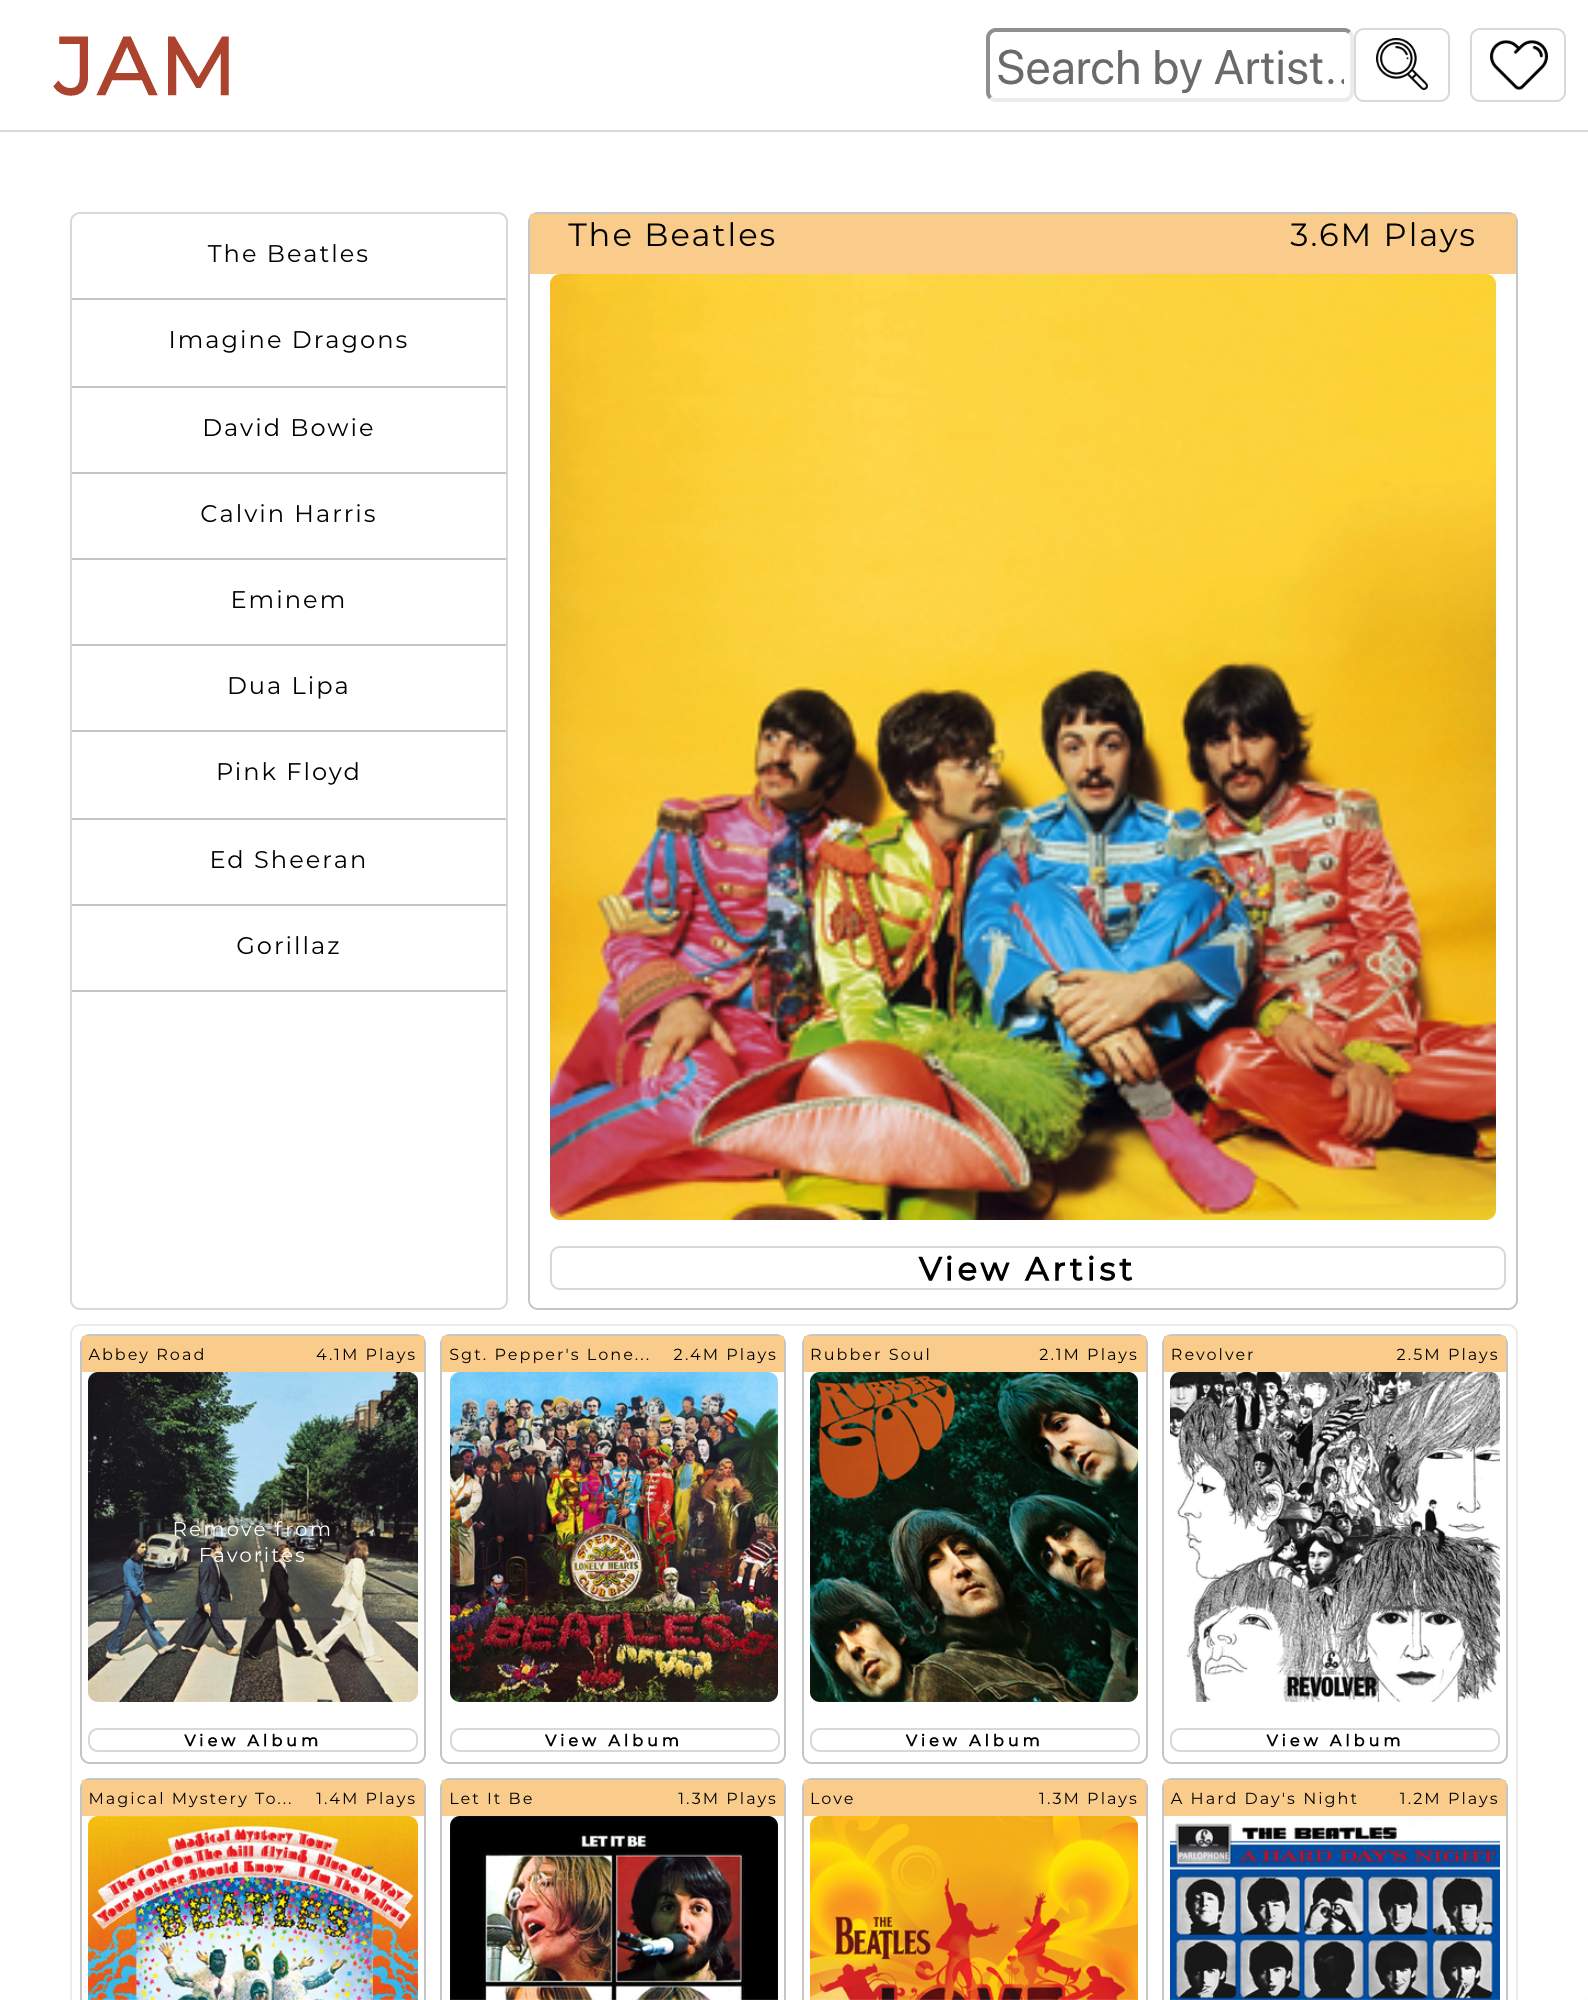 JAM
Search by Artist..
The Beatles
Imagine Dragons
David Bowie
Calvin Harris
Eminem
Dua Lipa
Pink Floyd
Ed Sheeran
Gorillaz
The Beatles 3.6M Plays
View Artist
Abbey Road 4.1M Plays
Remove from
Favorites
View Album
Sgt. Pepper's Lone... 2.4M Plays
SGT. PEPPER'S
LONELY HEARTS
CLUB BAND
BEATLES
View Album
Rubber Soul 2.1M Plays
RUBBER
SOUL
View Album
Revolver 2.5M Plays
REVOLVER
View Album
Magical Mystery To... 1.4M Plays
Magical Mystery Tour
The Fool On The Hill Flying Blue Jay Way
Your Mother Should Know I Am The Walrus
BEATLES
Let It Be 1.3M Plays
LET IT BE
Love 1.3M Plays
THE
BEATLES
LOVE
A Hard Day's Night 1.2M Plays
PARLOPHONE
THE BEATLES
A HARD DAY'S NIGHT